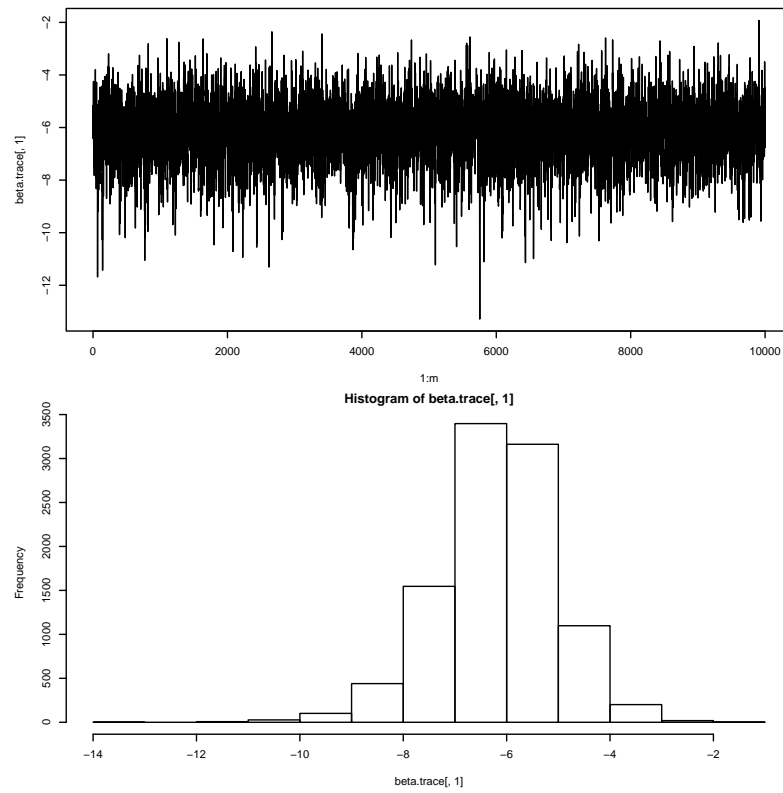 −2
−4
−6
−8
−10
−12
beta.trace[, 1]
0 2000 4000 6000 8000 10000
1:m
Histogram of beta.trace[, 1]
3500
3000
2500
2000
1500
1000
500
0
Frequency
−14 −12 −10 −8 −6 −4 −2
beta.trace[, 1]